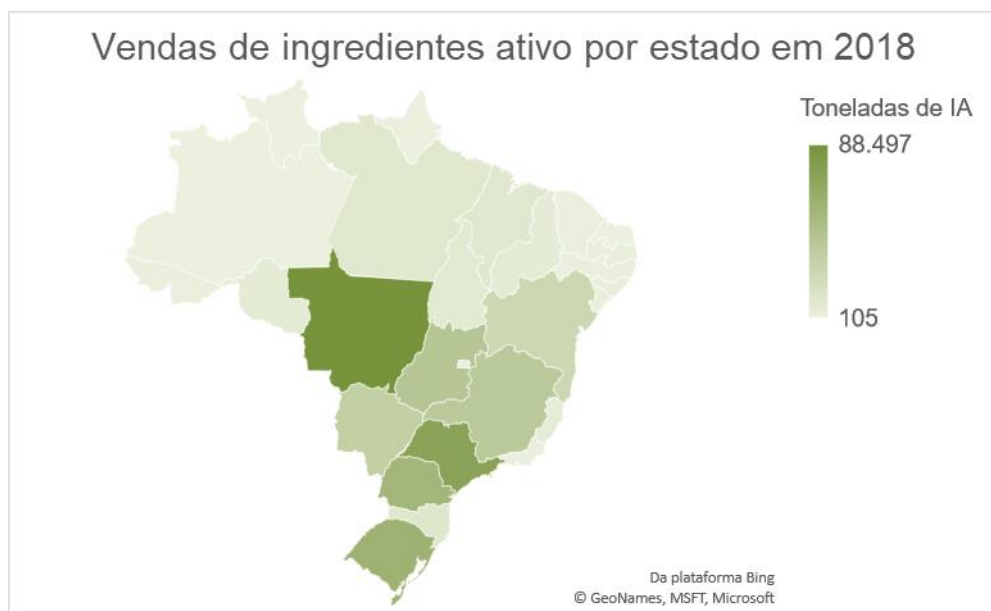 Vendas de ingredientes ativo por estado em 2018
Toneladas de IA
88.497
105
Da plataforma Bing
© GeoNames, MSFT, Microsoft